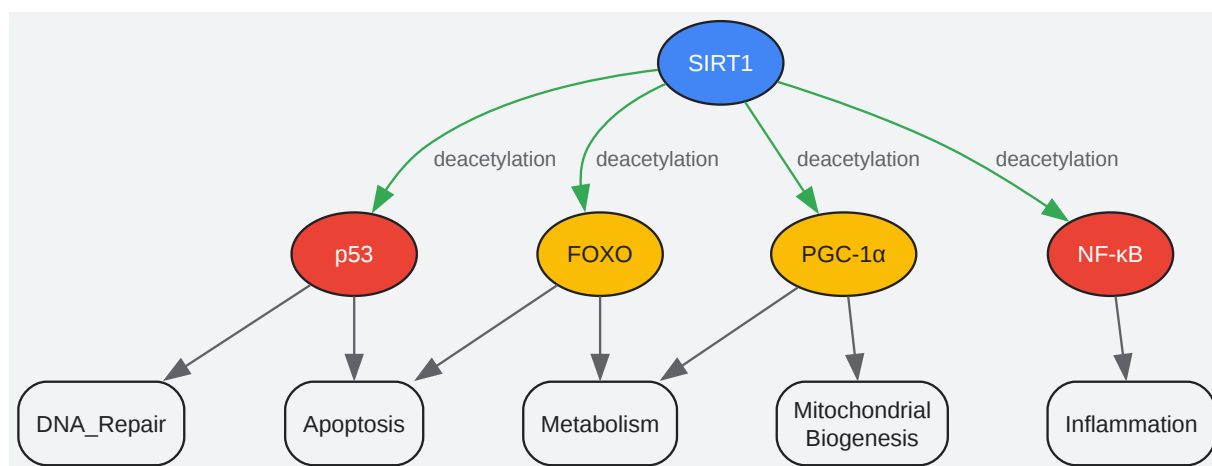 SIRT1
deacetylation
deacetylation
deacetylation
deacetylation
p53
FOXO
PGC-1α
NF-κB
DNA_Repair
Apoptosis
Metabolism
Mitochondrial
Biogenesis
Inflammation